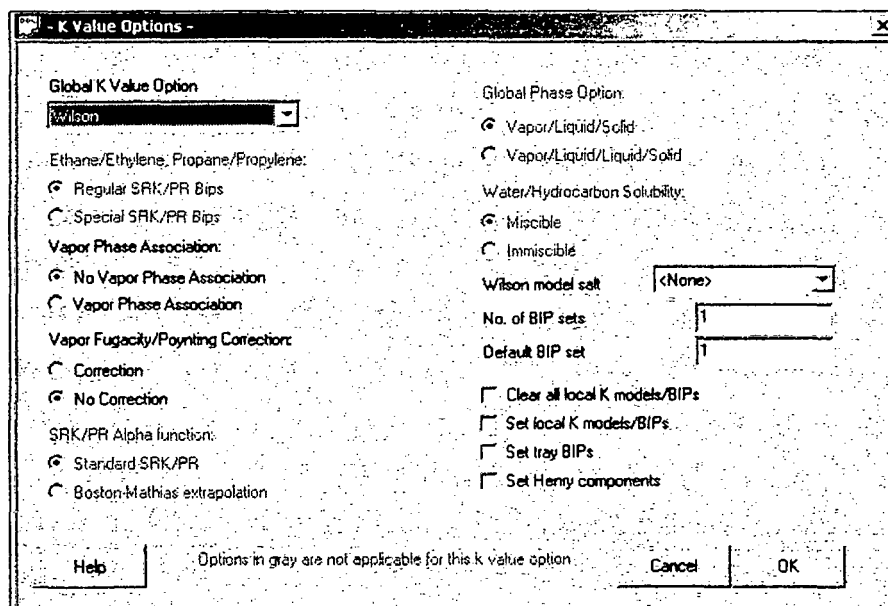 - K Value Options -
Global K Value Option
Wilson
Ethane/Ethylene, Propane/Propylene:
Regular SRK/PR Bips
Special SRK/PR Bips
Vapor Phase Association:
No Vapor Phase Association
Vapor Phase Association
Vapor Fugacity/Poynting Correction:
Correction
No Correction
SRK/PR Alpha function:
Standard SRK/PR
Boston-Mathias extrapolation
Global Phase Option:
Vapor/Liquid/Solid
Vapor/Liquid/Liquid/Solid
Water/Hydrocarbon Solubility:
Miscible
Immiscible
Wilson model salt <None>
No. of BIP sets 1
Default BIP set 1
Clear all local K models/BIPs
Set local K models/BIPs
Set tray BIPs
Set Henry components
Help
Options in gray are not applicable for this k value option
Cancel
OK